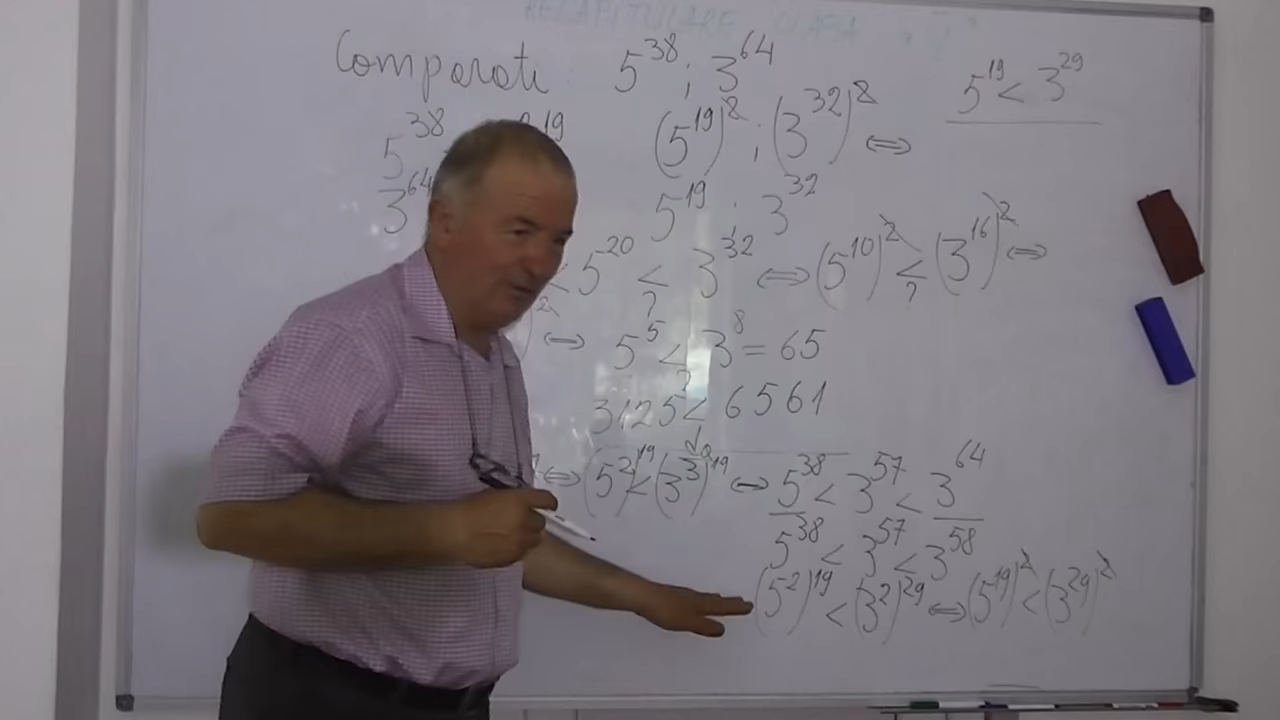 RECAPITULARE CLASA
Comparati 5^38 ; 3^64
5^19 < 3^29
5^38
(5^19)^2 ; (3^32)^2 ⇔
3^64
5^19 ; 3^32
< 5^20 <? 3^32 ⇔ (5^10)^2 <? (3^16)^2 ⇔
⇔ 5^5 <? 3^8 = 65
3125 < 6561
da
⇔ (5^2)^19 < (3^3)^19 ⇔ 5^38 < 3^57 < 3^64
5^38 < 3^57 < 3^58
(5^2)^19 < (3^2)^29 ⇔ (5^19)^2 < (3^29)^2